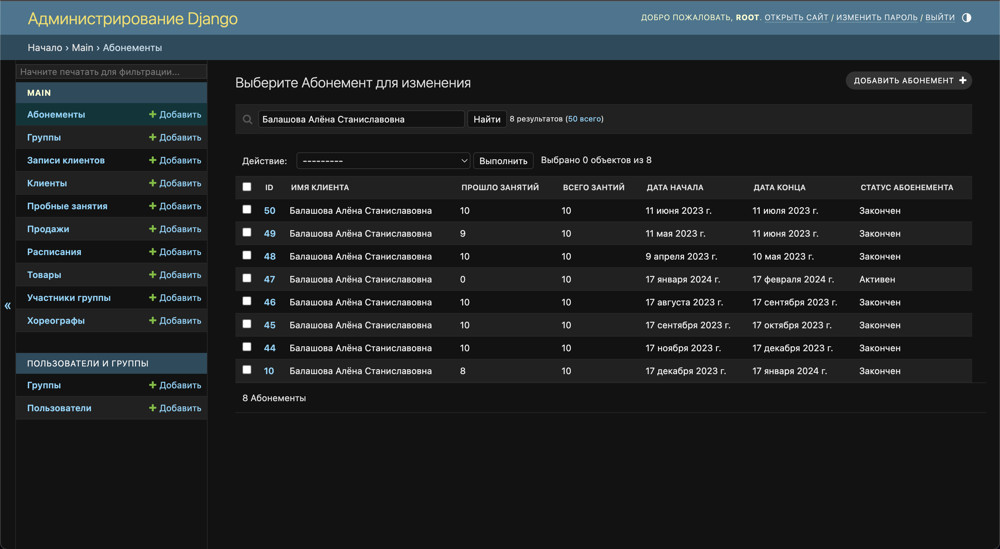 Администрирование Django
ДОБРО ПОЖАЛОВАТЬ, ROOT. ОТКРЫТЬ САЙТ / ИЗМЕНИТЬ ПАРОЛЬ / ВЫЙТИ
Начало › Main › Абонементы
Начните печатать для фильтрации...
MAIN
Абонементы + Добавить
Группы + Добавить
Записи клиентов + Добавить
Клиенты + Добавить
Пробные занятия + Добавить
Продажи + Добавить
Расписания + Добавить
Товары + Добавить
Участники группы + Добавить
Хореографы + Добавить
ПОЛЬЗОВАТЕЛИ И ГРУППЫ
Группы + Добавить
Пользователи + Добавить
«
Выберите Абонемент для изменения
ДОБАВИТЬ АБОНЕМЕНТ +
Балашова Алёна Станиславовна Найти 8 результатов (50 всего)
Действие: --------- Выполнить Выбрано 0 объектов из 8
ID ИМЯ КЛИЕНТА ПРОШЛО ЗАНЯТИЙ ВСЕГО ЗАНТИЙ ДАТА НАЧАЛА ДАТА КОНЦА СТАТУС АБОЕНЕМЕНТА
50 Балашова Алёна Станиславовна 10 10 11 июня 2023 г. 11 июля 2023 г. Закончен
49 Балашова Алёна Станиславовна 9 10 11 мая 2023 г. 11 июня 2023 г. Закончен
48 Балашова Алёна Станиславовна 10 10 9 апреля 2023 г. 10 мая 2023 г. Закончен
47 Балашова Алёна Станиславовна 0 10 17 января 2024 г. 17 февраля 2024 г. Активен
46 Балашова Алёна Станиславовна 10 10 17 августа 2023 г. 17 сентября 2023 г. Закончен
45 Балашова Алёна Станиславовна 10 10 17 сентября 2023 г. 17 октября 2023 г. Закончен
44 Балашова Алёна Станиславовна 10 10 17 ноября 2023 г. 17 декабря 2023 г. Закончен
10 Балашова Алёна Станиславовна 8 10 17 декабря 2023 г. 17 января 2024 г. Закончен
8 Абонементы